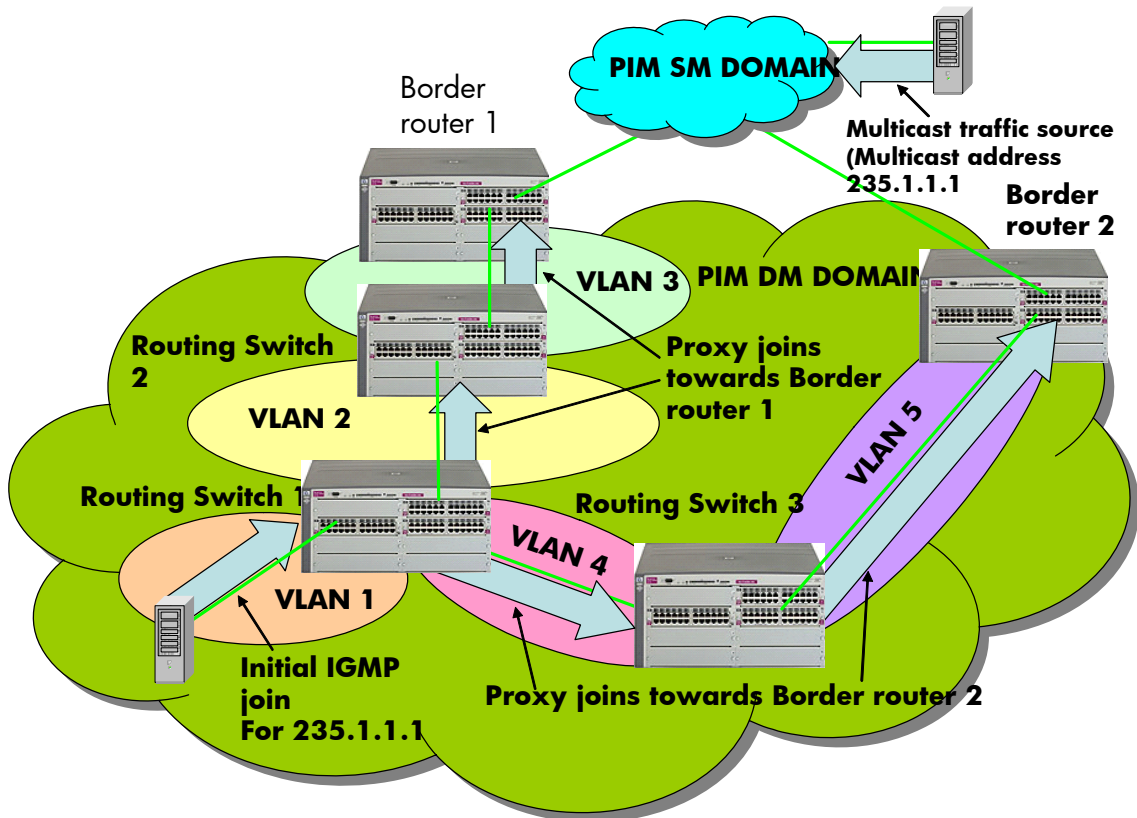 PIM SM DOMAIN
Border
router 1
Multicast traffic source
(Multicast address
235.1.1.1
Border
router 2
VLAN 3
PIM DM DOMAIN
Routing Switch
2
Proxy joins
towards Border
router 1
VLAN 2
VLAN 5
Routing Switch 1
Routing Switch 3
VLAN 4
VLAN 1
Initial IGMP
join
For 235.1.1.1
Proxy joins towards Border router 2